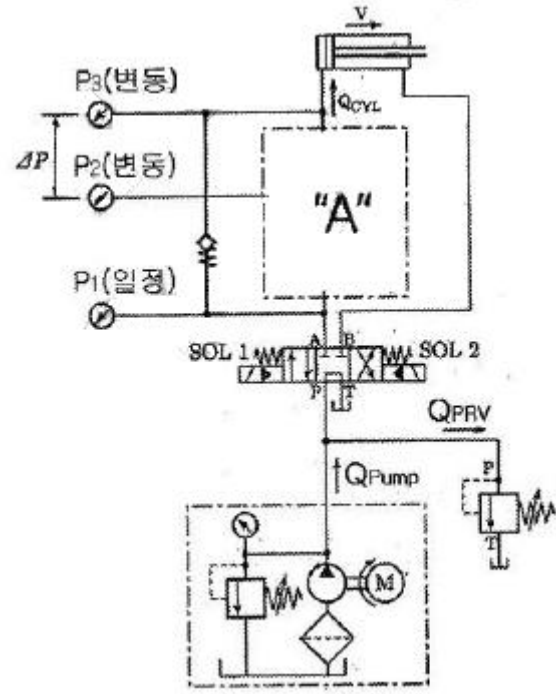 V
P3(변동)
QCYL
ΔP
P2(변동)
"A"
P1(일정)
A B
SOL 1
SOL 2
P T
QPRV
QPump
P
T
M